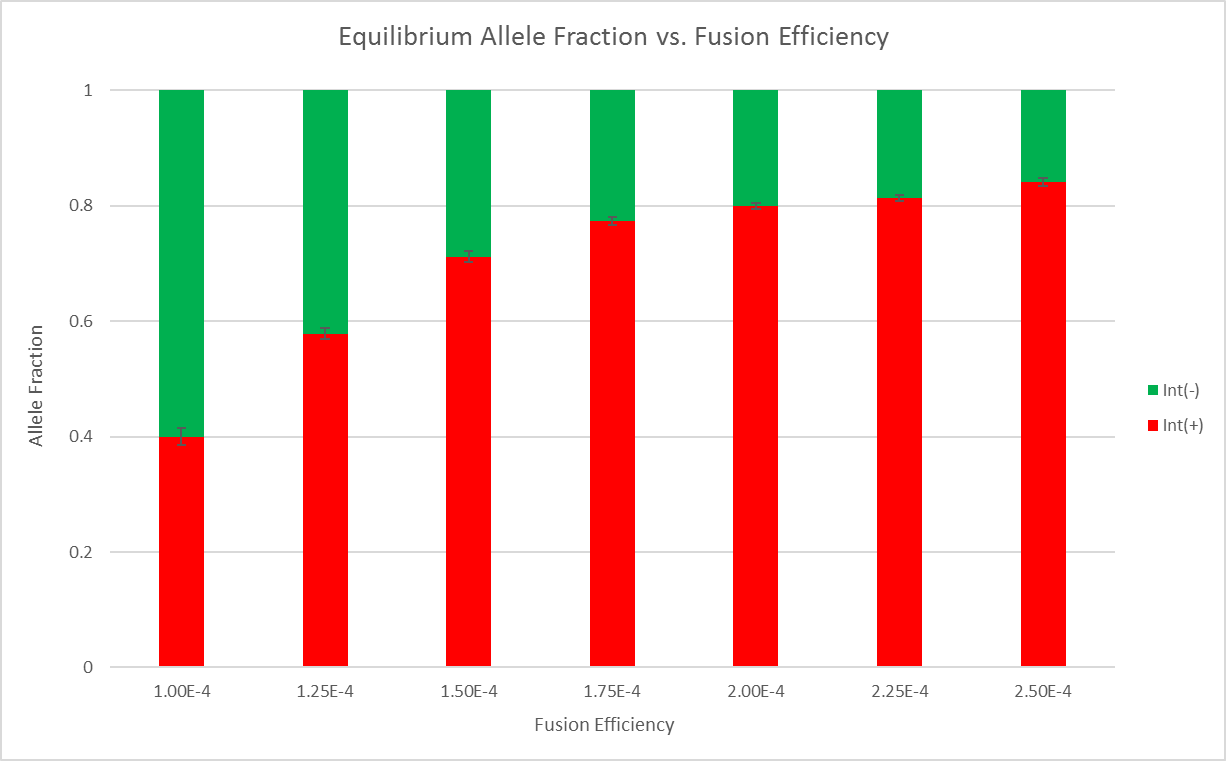 Equilibrium Allele Fraction vs. Fusion Efficiency
1
0.8
0.6
0.4
0.2
0
Allele Fraction
1.00E-4 1.25E-4 1.50E-4 1.75E-4 2.00E-4 2.25E-4 2.50E-4
Fusion Efficiency
Int(-)
Int(+)